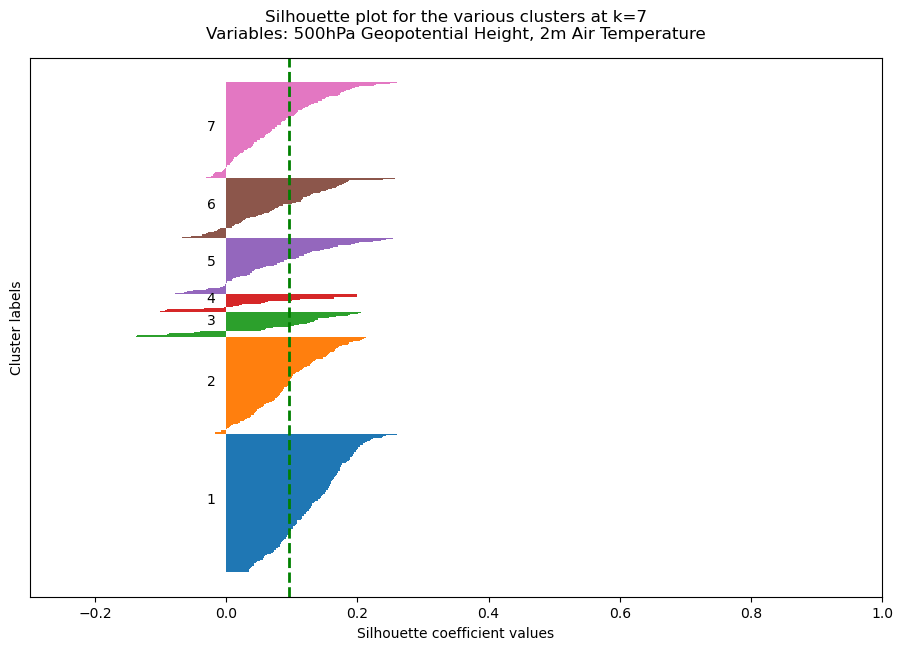 Silhouette plot for the various clusters at k=7
Variables: 500hPa Geopotential Height, 2m Air Temperature
7
6
5
4
3
2
1
Cluster labels
−0.2 0.0 0.2 0.4 0.6 0.8 1.0
Silhouette coefficient values